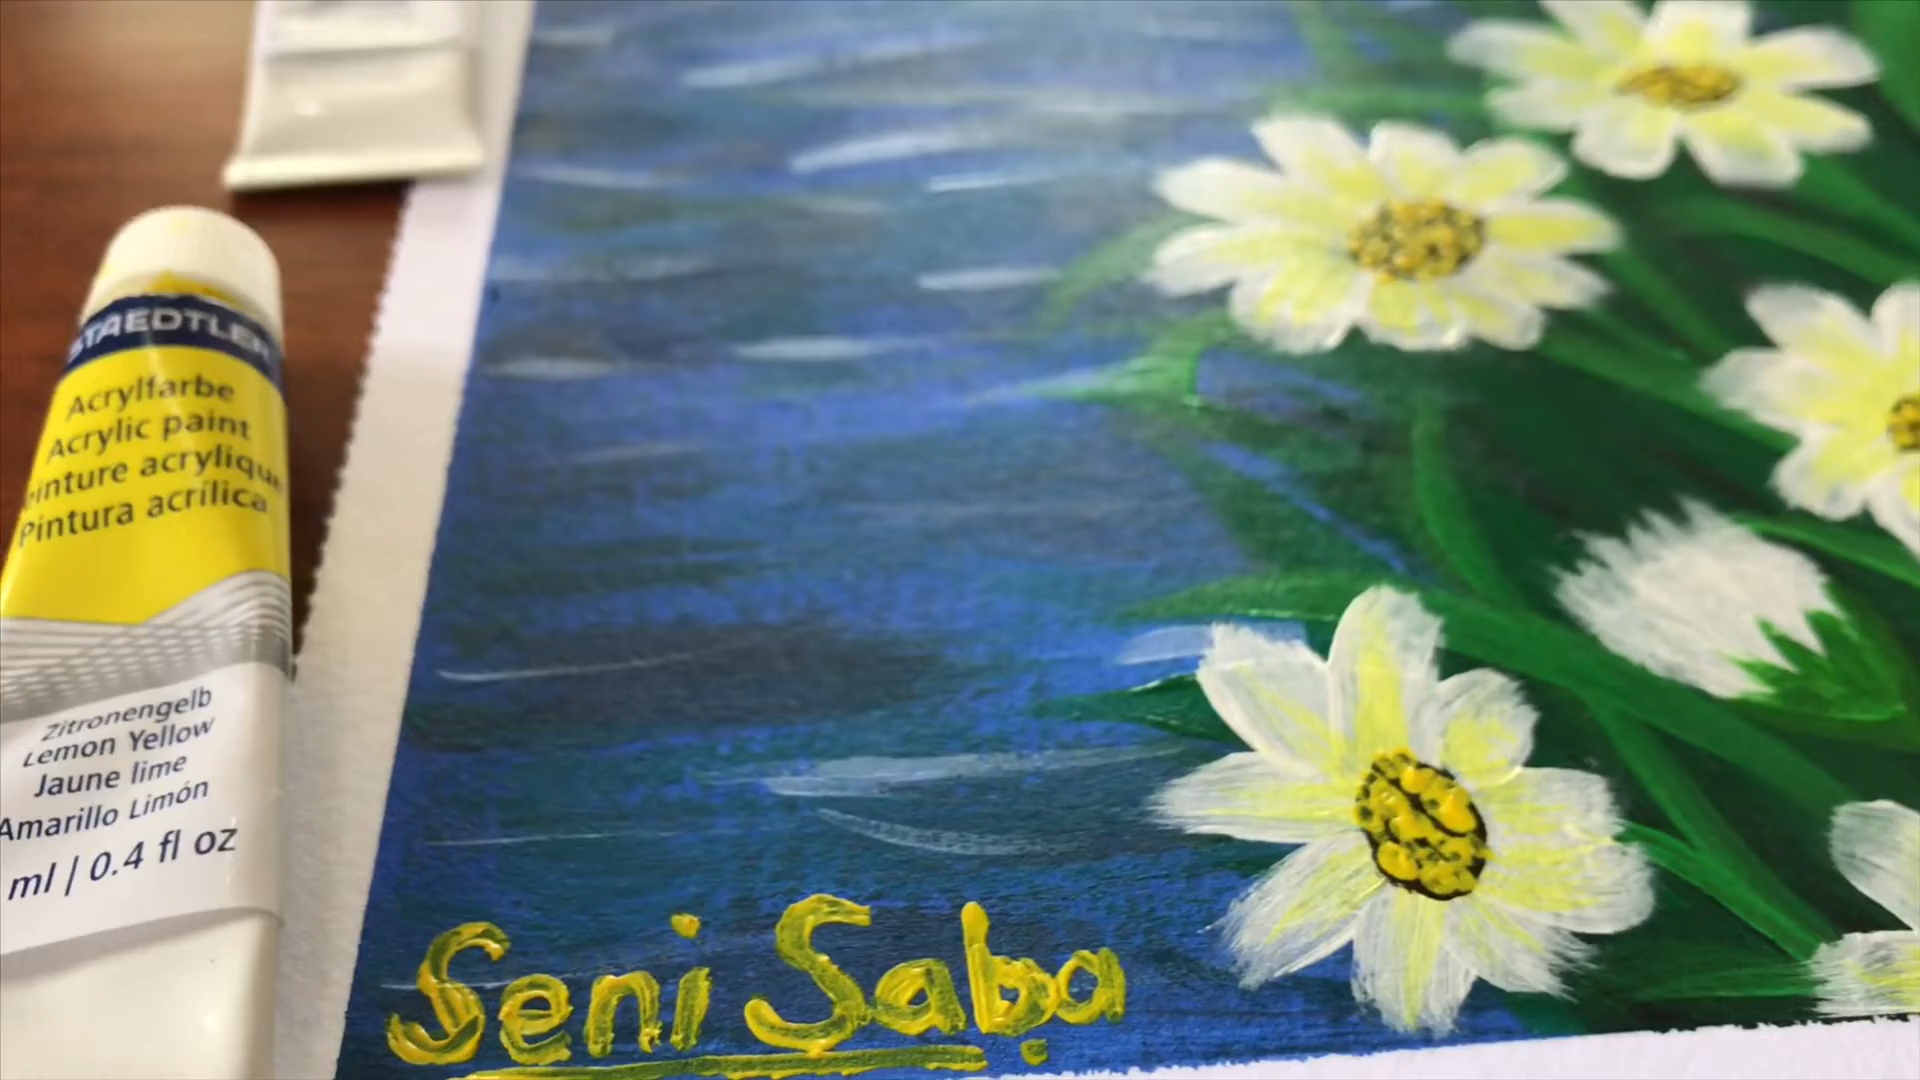 STAEDTLER
Acrylfarbe
Acrylic paint
Peinture acrylique
Pintura acrílica
Zitronengelb
Lemon Yellow
Jaune lime
Amarillo Limón
ml | 0.4 fl oz
Seni Saba